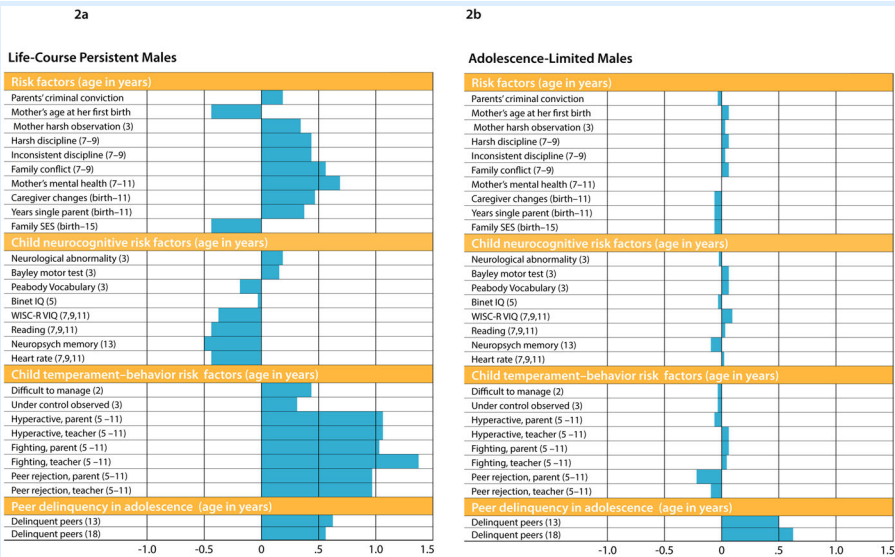 2a
Life-Course Persistent Males
Risk factors (age in years)
Parents' criminal conviction
Mother's age at her first birth
Mother harsh observation (3)
Harsh discipline (7–9)
Inconsistent discipline (7–9)
Family conflict (7–9)
Mother's mental health (7–11)
Caregiver changes (birth–11)
Years single parent (birth–11)
Family SES (birth–15)
Child neurocognitive risk factors (age in years)
Neurological abnormality (3)
Bayley motor test (3)
Peabody Vocabulary (3)
Binet IQ (5)
WISC-R VIQ (7,9,11)
Reading (7,9,11)
Neuropsych memory (13)
Heart rate (7,9,11)
Child temperament–behavior risk factors (age in years)
Difficult to manage (2)
Under control observed (3)
Hyperactive, parent (5 –11)
Hyperactive, teacher (5 –11)
Fighting, parent (5 –11)
Fighting, teacher (5 –11)
Peer rejection, parent (5–11)
Peer rejection, teacher (5–11)
Peer delinquency in adolescence (age in years)
Delinquent peers (13)
Delinquent peers (18)
-1.0 -0.5 0 .5 1.0 1.5
2b
Adolescence-Limited Males
Risk factors (age in years)
Parents' criminal conviction
Mother's age at her first birth
Mother harsh observation (3)
Harsh discipline (7–9)
Inconsistent discipline (7–9)
Family conflict (7–9)
Mother's mental health (7–11)
Caregiver changes (birth–11)
Years single parent (birth–11)
Family SES (birth–15)
Child neurocognitive risk factors (age in years)
Neurological abnormality (3)
Bayley motor test (3)
Peabody Vocabulary (3)
Binet IQ (5)
WISC-R VIQ (7,9,11)
Reading (7,9,11)
Neuropsych memory (13)
Heart rate (7,9,11)
Child temperament–behavior risk factors (age in years)
Difficult to manage (2)
Under control observed (3)
Hyperactive, parent (5 –11)
Hyperactive, teacher (5 –11)
Fighting, parent (5 –11)
Fighting, teacher (5 –11)
Peer rejection, parent (5–11)
Peer rejection, teacher (5–11)
Peer delinquency in adolescence (age in years)
Delinquent peers (13)
Delinquent peers (18)
-1.0 -0.5 0 .5 1.0 1.5